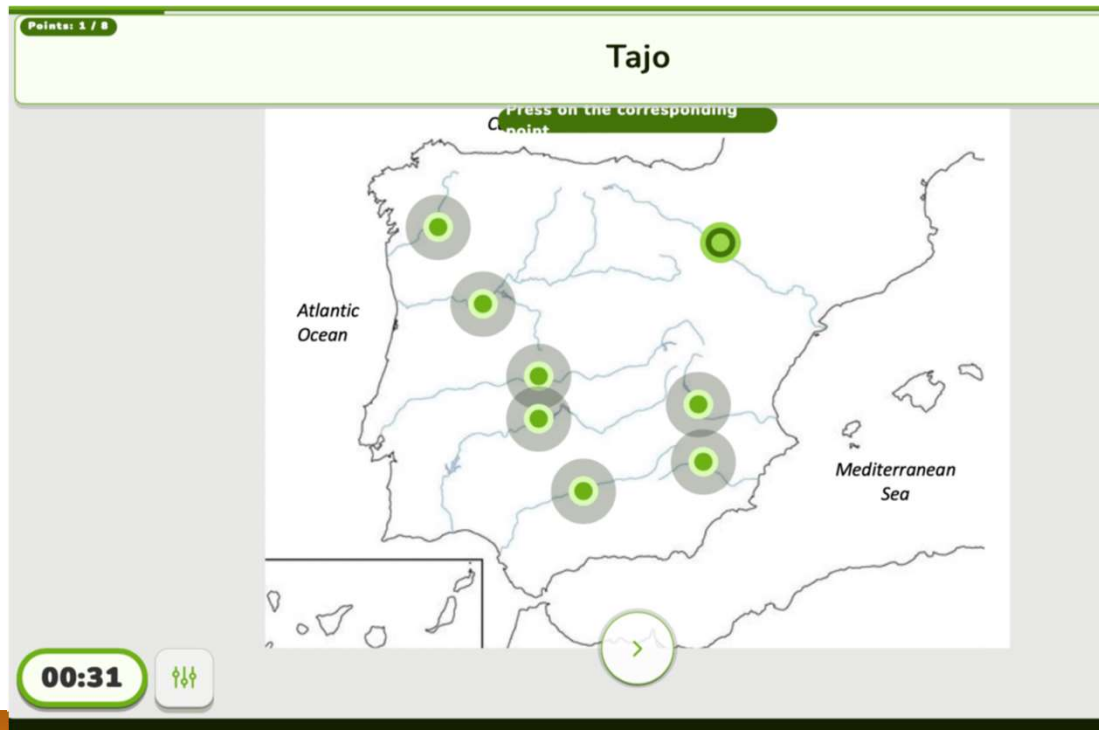 Points: 1 / 8
Tajo
Press on the corresponding
point
Atlantic
Ocean
Mediterranean
Sea
00:31